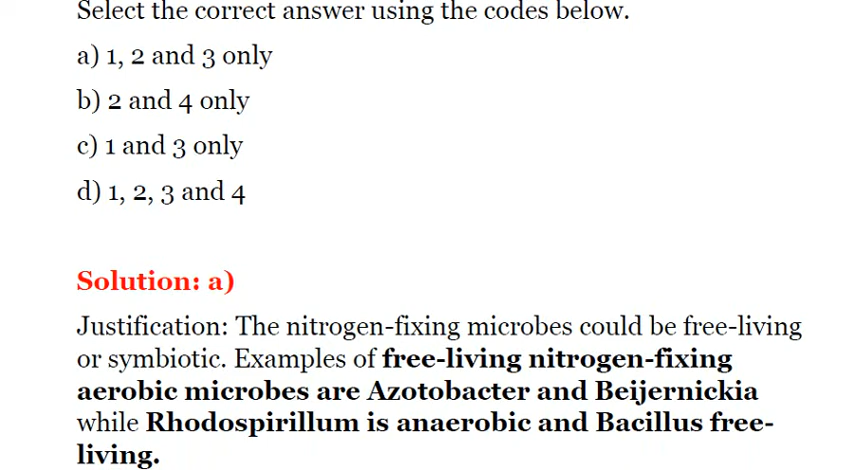 Select the correct answer using the codes below.
a) 1, 2 and 3 only
b) 2 and 4 only
c) 1 and 3 only
d) 1, 2, 3 and 4
Solution: a)
Justification: The nitrogen-fixing microbes could be free-living
or symbiotic. Examples of free-living nitrogen-fixing
aerobic microbes are Azotobacter and Beijernickia
while Rhodospirillum is anaerobic and Bacillus free-
living.